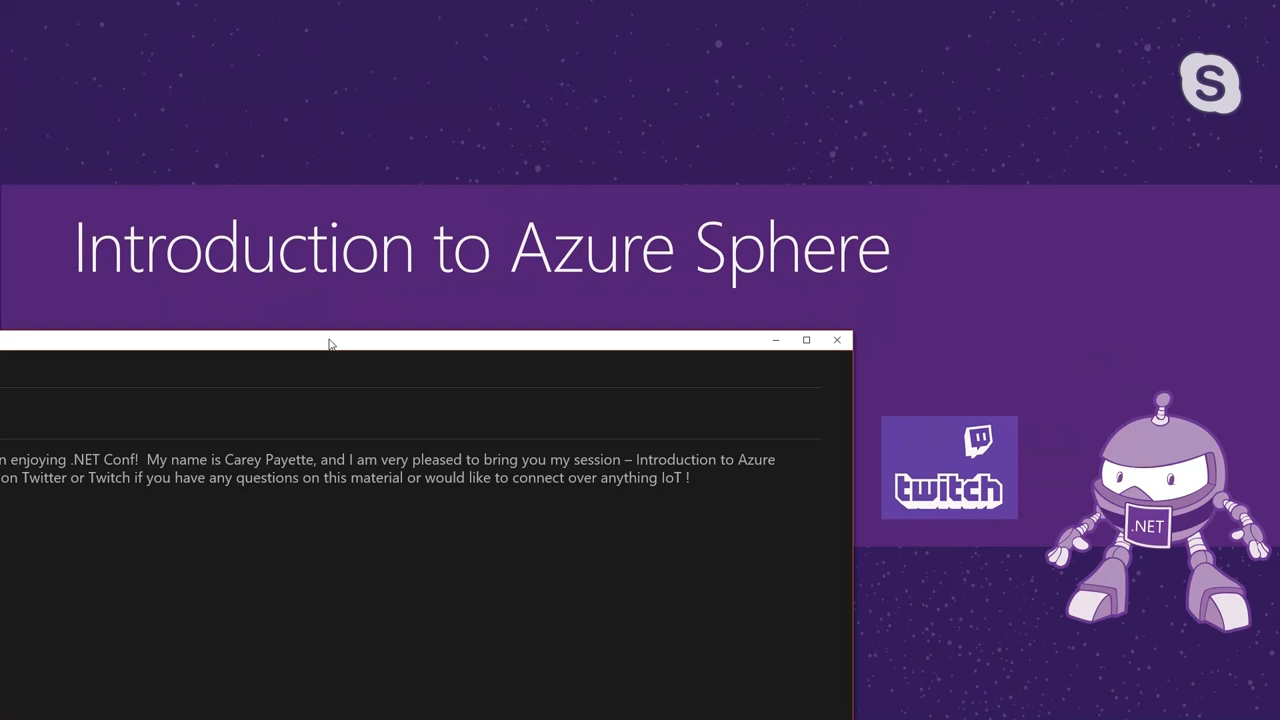 S
Introduction to Azure Sphere
n enjoying .NET Conf!  My name is Carey Payette, and I am very pleased to bring you my session – Introduction to Azure
on Twitter or Twitch if you have any questions on this material or would like to connect over anything IoT !
twitch
.NET